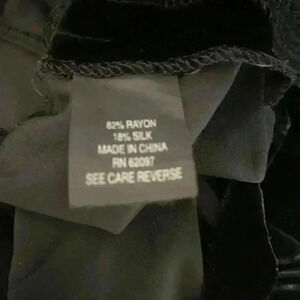 82% RAYON
18% SILK
MADE IN CHINA
RN 62097
SEE CARE REVERSE